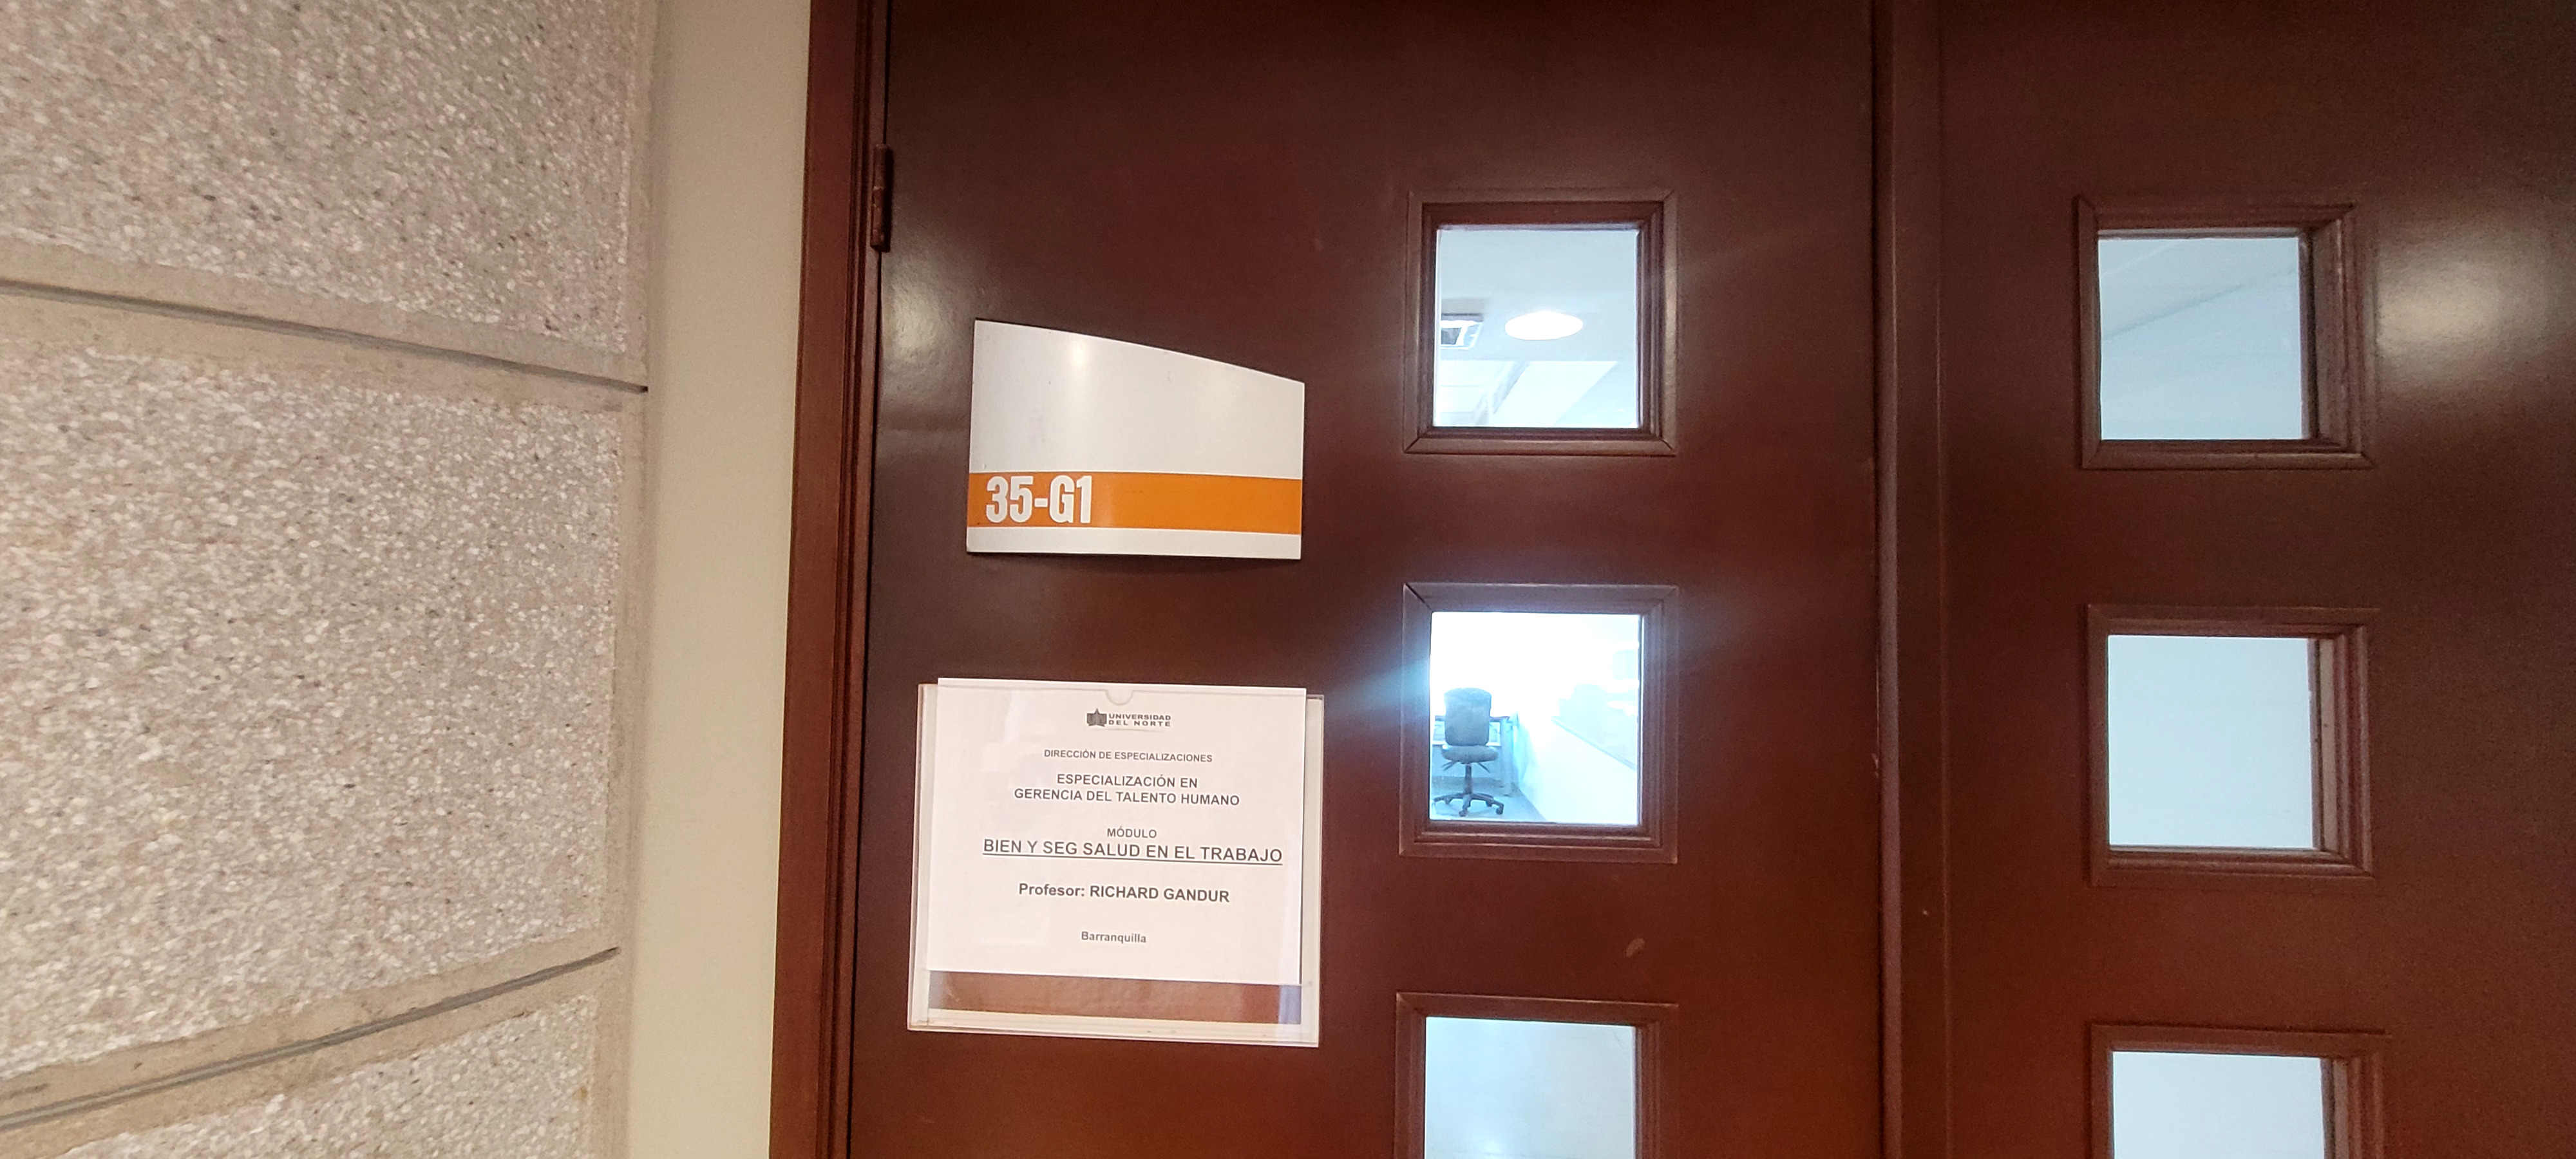 35-G1
UNIVERSIDAD
DEL NORTE
DIRECCIÓN DE ESPECIALIZACIONES
ESPECIALIZACIÓN EN
GERENCIA DEL TALENTO HUMANO
MÓDULO
BIEN Y SEG SALUD EN EL TRABAJO
Profesor: RICHARD GANDUR
Barranquilla